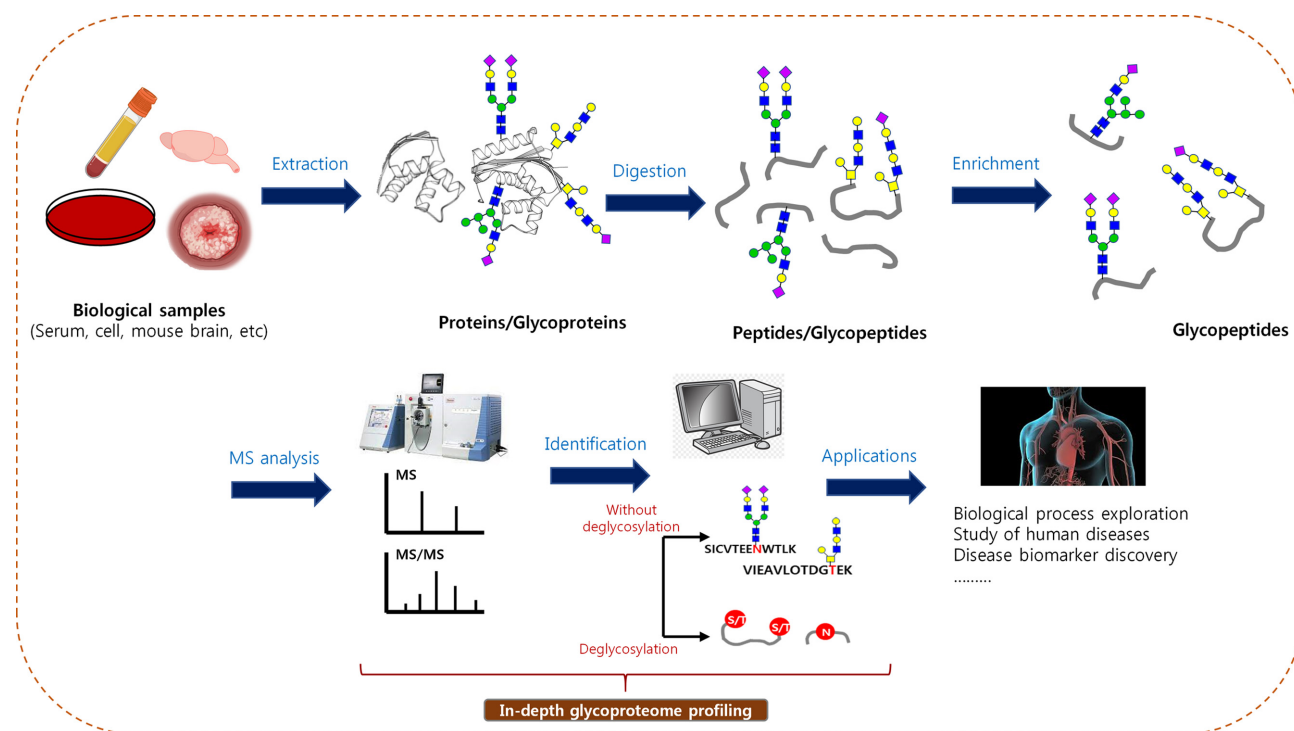 Extraction
Digestion
Enrichment
Biological samples
(Serum, cell, mouse brain, etc)
Proteins/Glycoproteins
Peptides/Glycopeptides
Glycopeptides
MS analysis
MS
MS/MS
Identification
Without
deglycosylation
SICVTEENWTLK
VIEAVLOTDGTEK
Deglycosylation
S/T
S/T
N
Applications
Biological process exploration
Study of human diseases
Disease biomarker discovery
.........
In-depth glycoproteome profiling